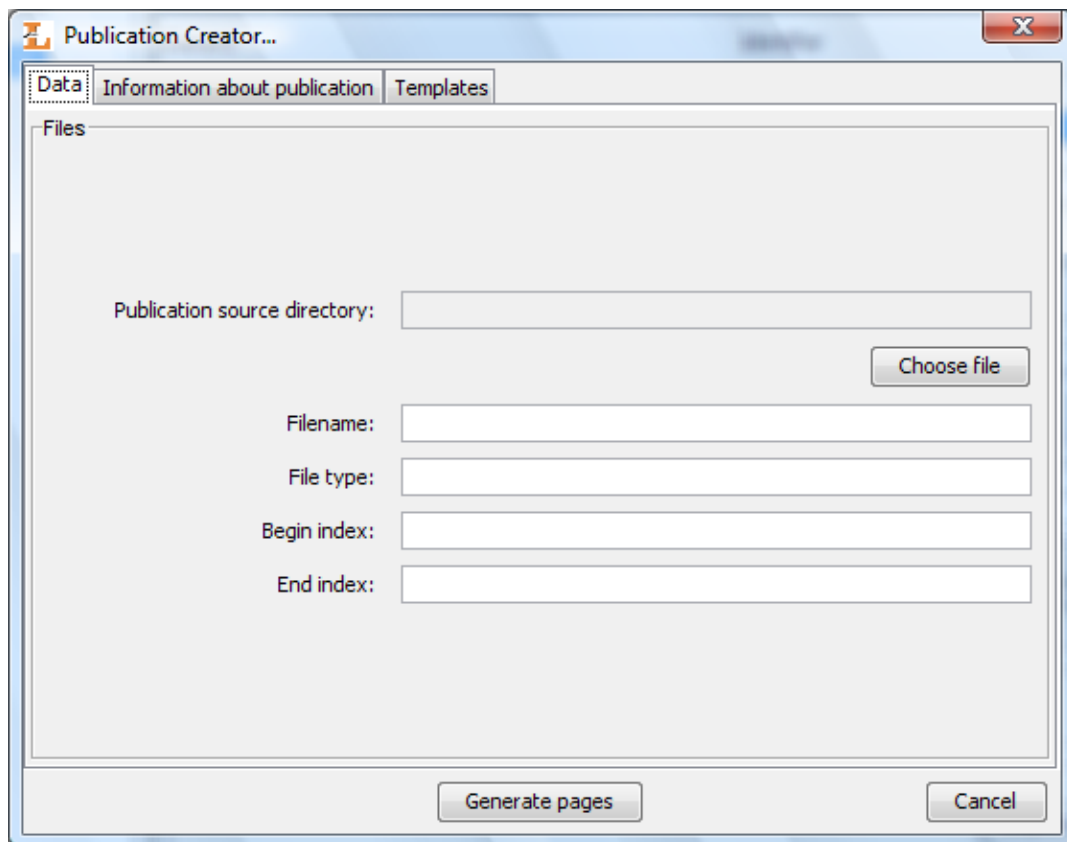 Publication Creator...
Data Information about publication Templates
Files
Publication source directory:
Choose file
Filename:
File type:
Begin index:
End index:
Generate pages Cancel